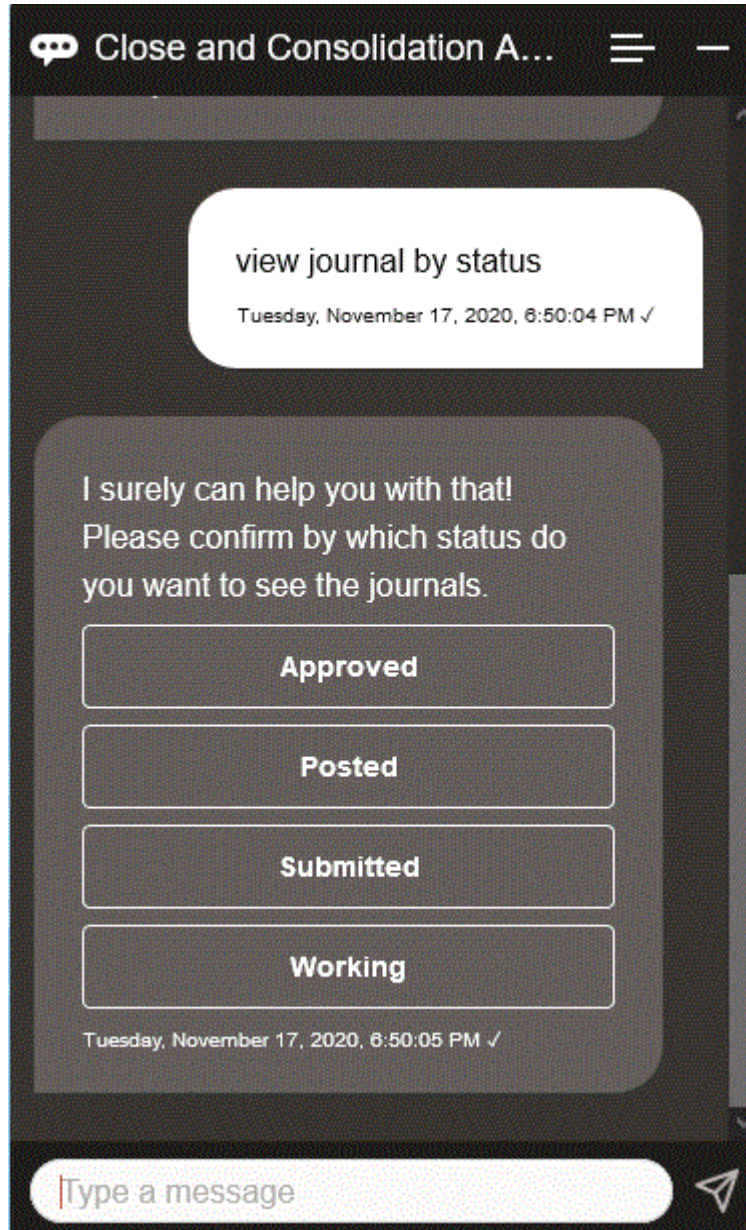 Close and Consolidation A...
view journal by status
Tuesday, November 17, 2020, 6:50:04 PM ✓
I surely can help you with that!
Please confirm by which status do
you want to see the journals.
Approved
Posted
Submitted
Working
Tuesday, November 17, 2020, 6:50:05 PM ✓
Type a message